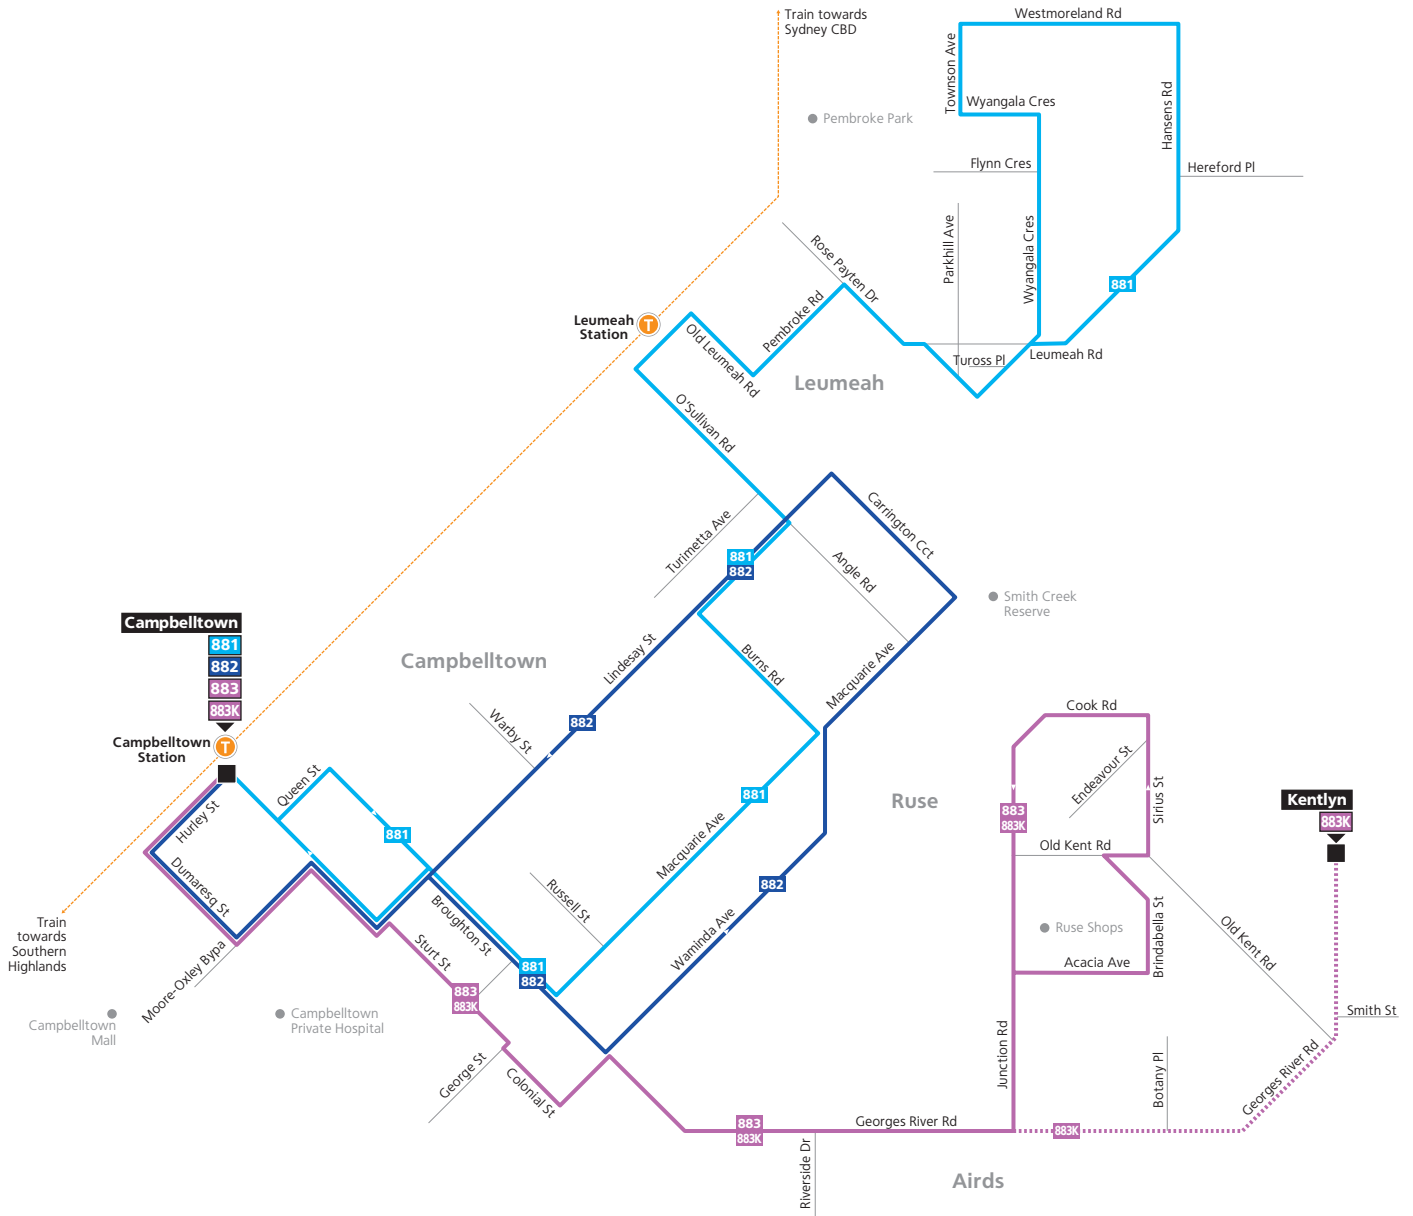 Train towards
Sydney CBD
Westmoreland Rd
Townson Ave
Wyangala Cres
Hansens Rd
Pembroke Park
Flynn Cres
Hereford Pl
Parkhill Ave
Wyangala Cres
Rose Payten Dr
881
Leumeah
Station
T
Old Leumeah Rd
Pembroke Rd
Tuross Pl
Leumeah Rd
Leumeah
O'Sullivan Rd
Carrington Cct
Turimetta Ave
881
882
Angle Rd
Smith Creek
Reserve
Campbelltown
881
882
883
883K
Campbelltown
Station
T
Campbelltown
Lindesay St
Burns Rd
Macquarie Ave
882
Warby St
Cook Rd
Endeavour St
Sirius St
Queen St
Hurley St
881
881
Ruse
883
883K
Kentlyn
883K
Old Kent Rd
Macquarie Ave
Dumaresq St
Russell St
882
Broughton St
Waminda Ave
Brindabella St
Ruse Shops
Old Kent Rd
Train
towards
Southern
Highlands
Moore-Oxley Bypa
Sturt St
881
882
Acacia Ave
883
883K
Campbelltown
Mall
Campbelltown
Private Hospital
Smith St
Junction Rd
George St
Colonial St
Botany Pl
Georges River Rd
883
883K
Georges River Rd
883K
Riverside Dr
Airds